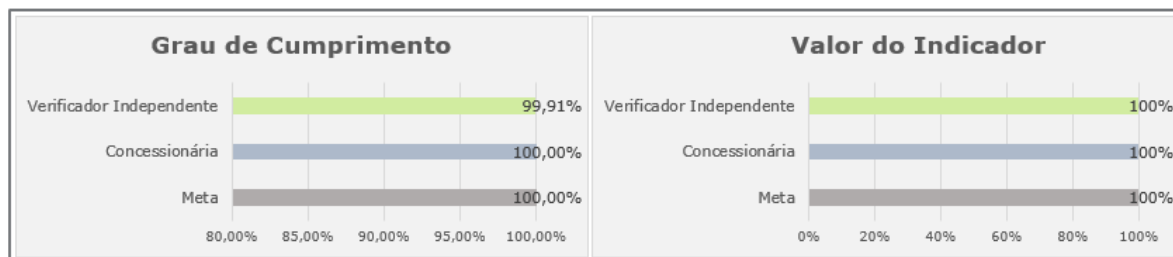 Grau de Cumprimento
Verificador Independente
99,91%
Concessionária
100,00%
Meta
100,00%
80,00% 85,00% 90,00% 95,00% 100,00%
Valor do Indicador
Verificador Independente
100%
Concessionária
100%
Meta
100%
0% 20% 40% 60% 80% 100%